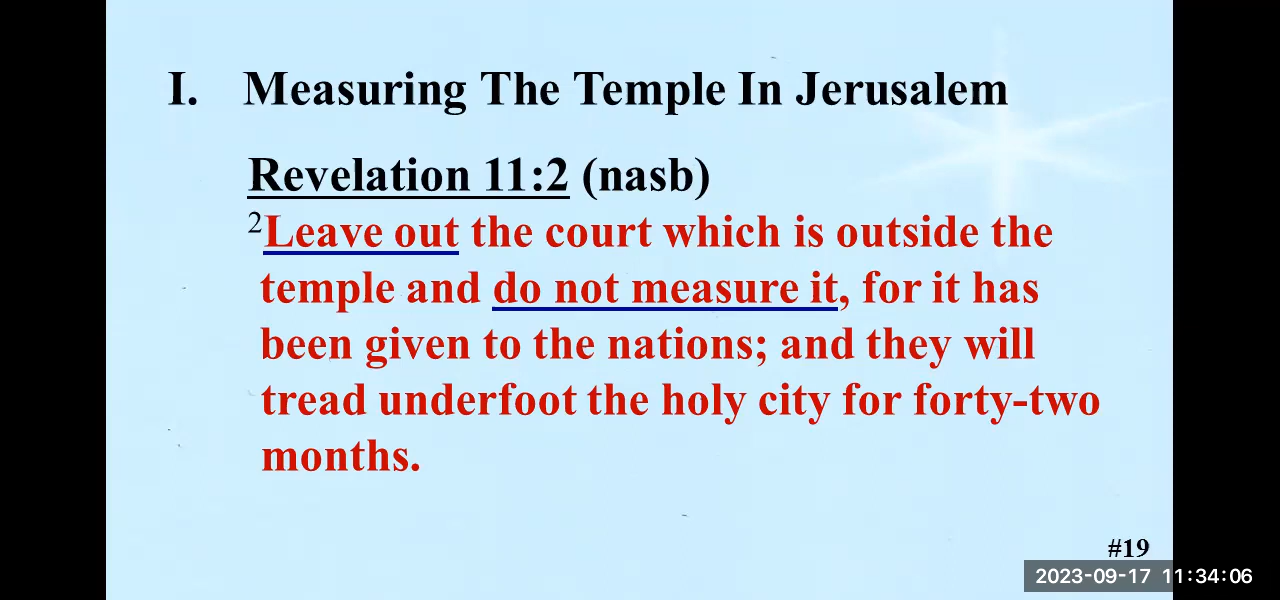 I. Measuring The Temple In Jerusalem
Revelation 11:2 (nasb)
2Leave out the court which is outside the
temple and do not measure it, for it has
been given to the nations; and they will
tread underfoot the holy city for forty-two
months.
#19
2023-09-17 11:34:06